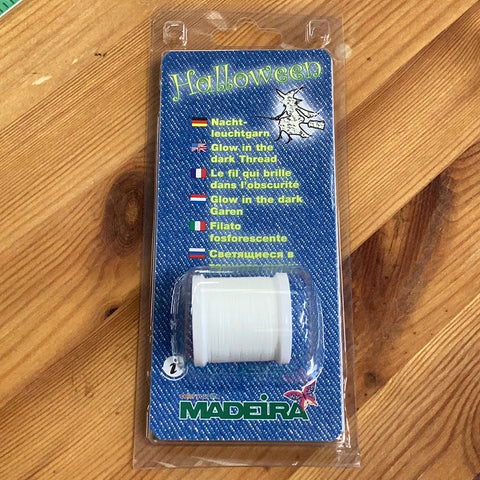 Halloween
Nacht-
leuchtgarn
Glow in the
dark Thread
Le fil qui brille
dans l'obscurité
Glow in the dark
Garen
Filato
fosforescente
Светящиеся в
i
MADEIRA